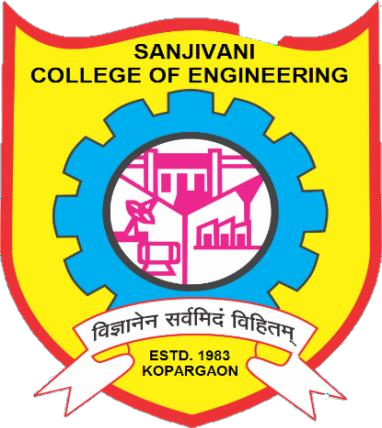 SANJIVANI
COLLEGE OF ENGINEERING
विज्ञानेन सर्वमिदं विहितम्
ESTD. 1983
KOPARGAON